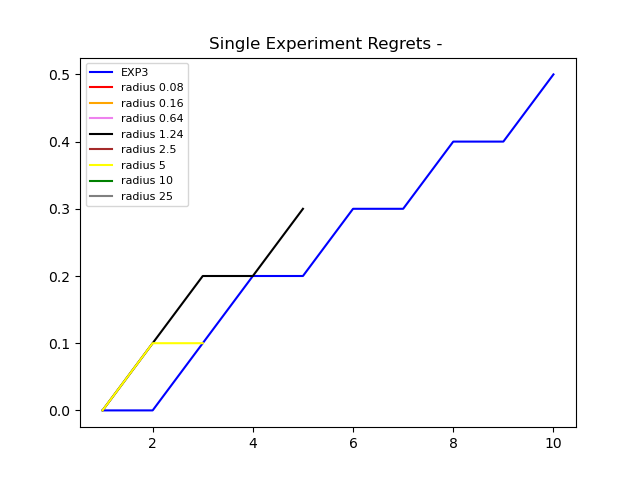 Single Experiment Regrets -
EXP3
radius 0.08
radius 0.16
radius 0.64
radius 1.24
radius 2.5
radius 5
radius 10
radius 25
0.5
0.4
0.3
0.2
0.1
0.0
2 4 6 8 10